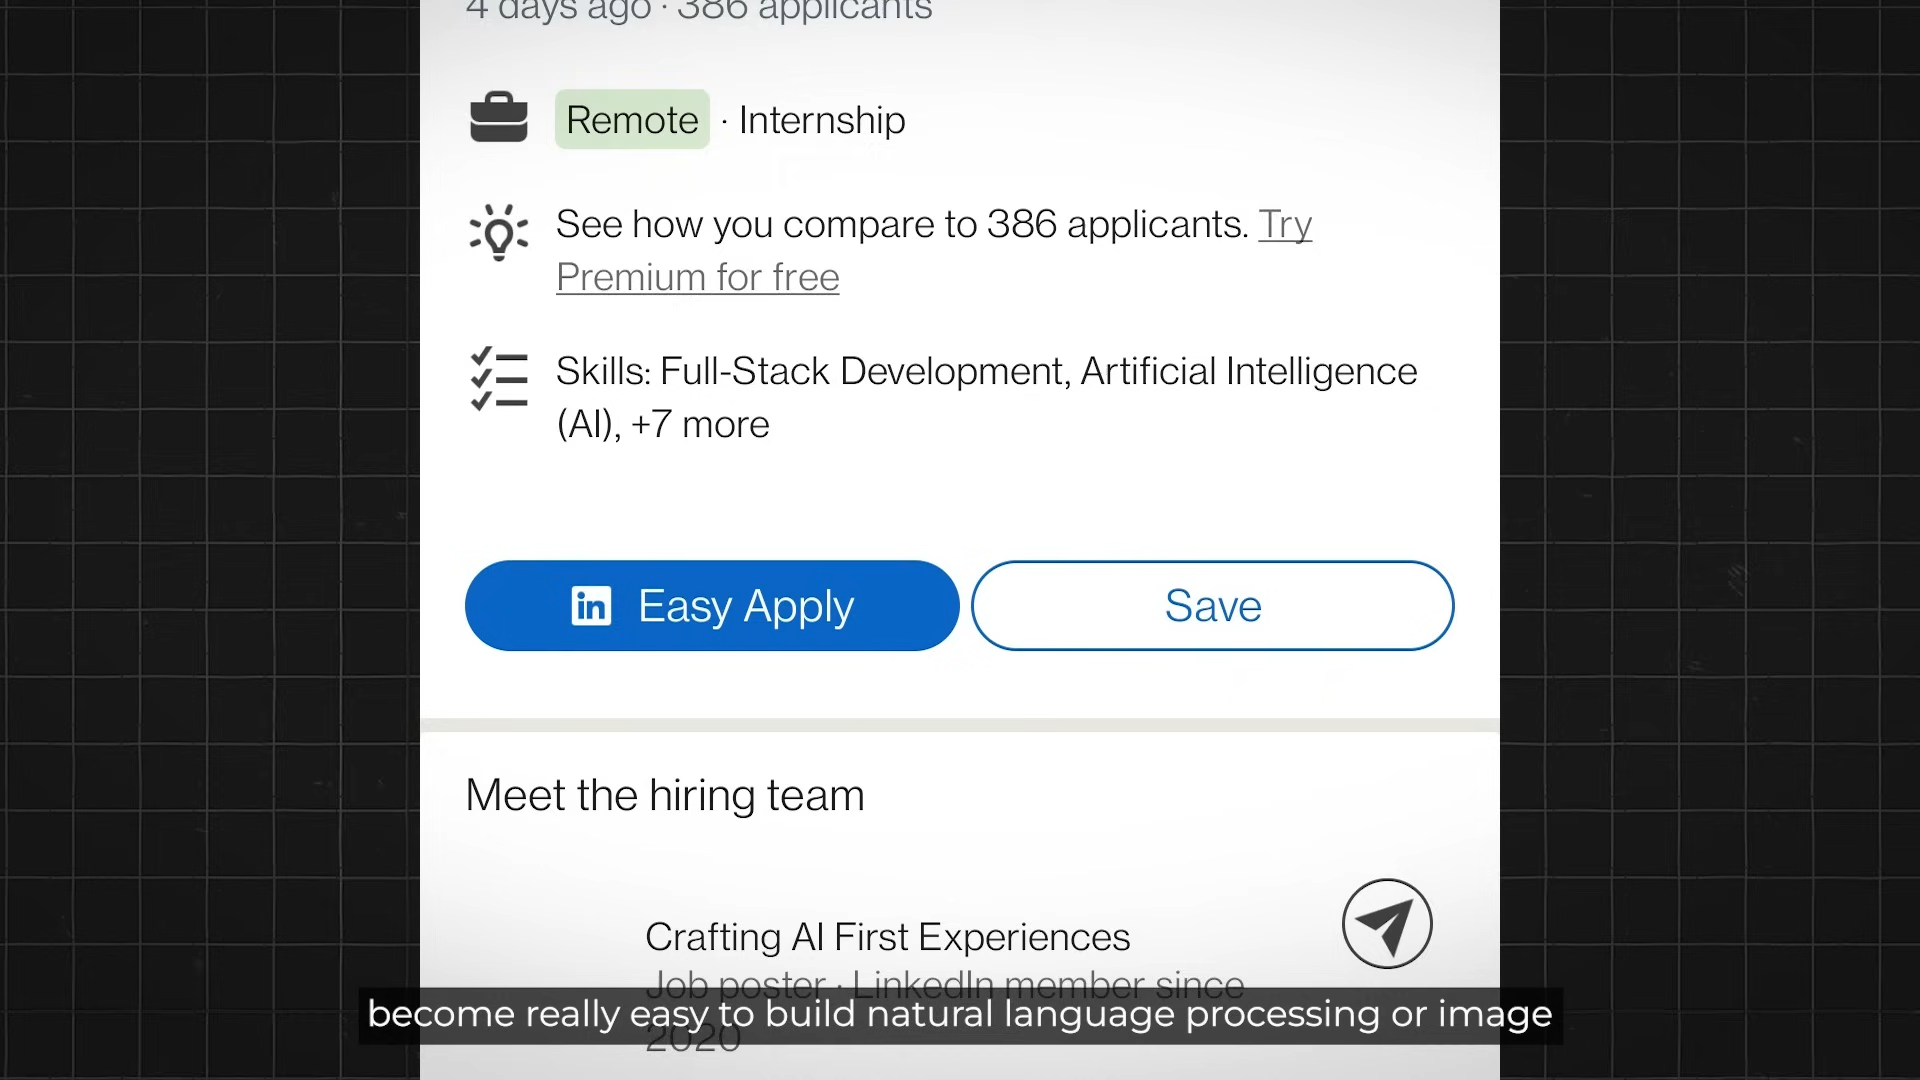 4 days ago · 386 applicants
Remote · Internship
See how you compare to 386 applicants. Try
Premium for free
Skills: Full-Stack Development, Artificial Intelligence
(AI), +7 more
in Easy Apply
Save
Meet the hiring team
Crafting AI First Experiences
Job poster · LinkedIn member since
2020
become really easy to build natural language processing or image